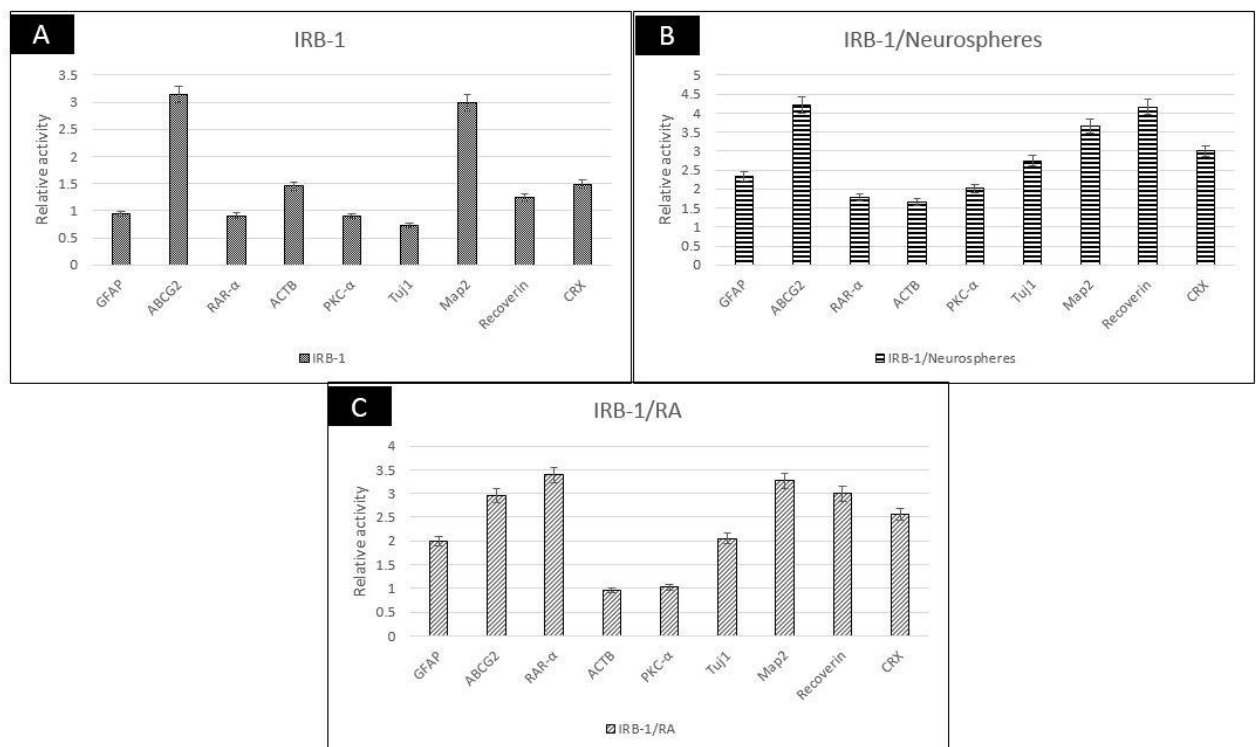 A
IRB-1
Relative activity
3.5
3
2.5
2
1.5
1
0.5
0
GFAP
ABCG2
RAR-α
ACTB
PKC-α
Tuj1
Map2
Recoverin
CRX
IRB-1
B
IRB-1/Neurospheres
Relative activity
5
4.5
4
3.5
3
2.5
2
1.5
1
0.5
0
GFAP
ABCG2
RAR-α
ACTB
PKC-α
Tuj1
Map2
Recoverin
CRX
IRB-1/Neurospheres
C
IRB-1/RA
Relative activity
4
3.5
3
2.5
2
1.5
1
0.5
0
GFAP
ABCG2
RAR-α
ACTB
PKC-α
Tuj1
Map2
Recoverin
CRX
IRB-1/RA